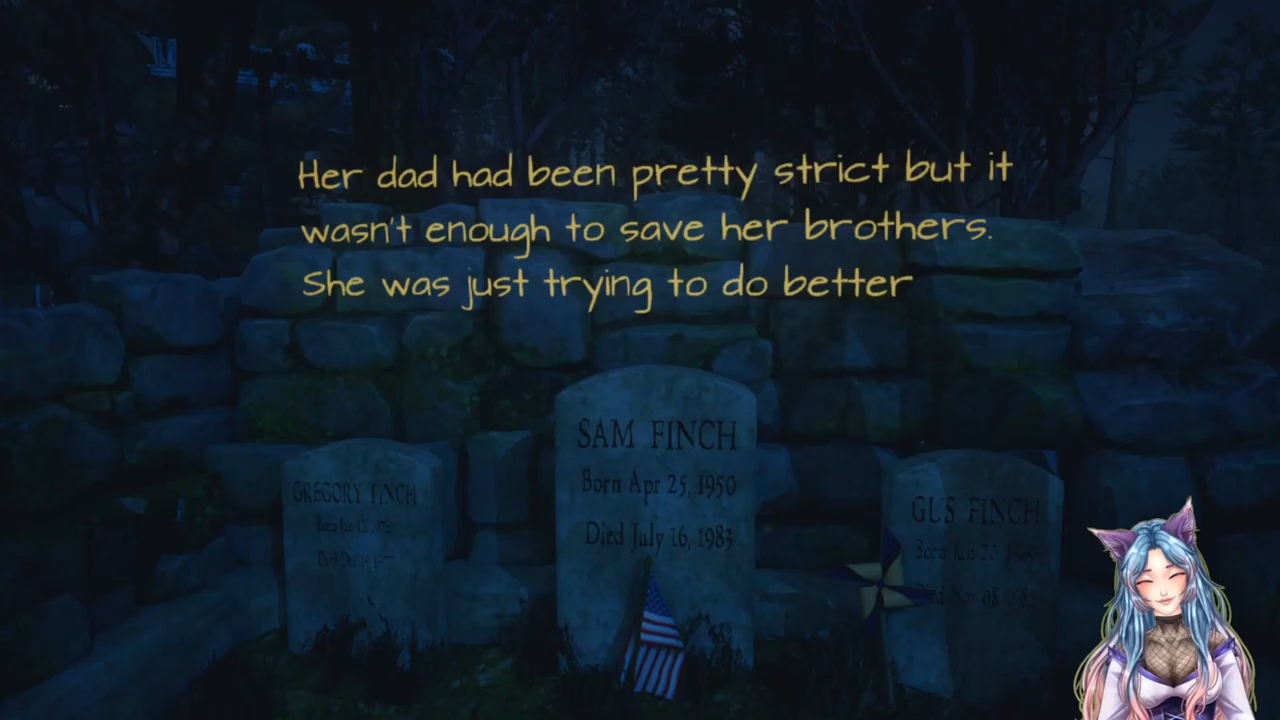 Her dad had been pretty strict but it
wasn't enough to save her brothers.
She was just trying to do better
SAM FINCH
Born Apr 25, 1950
Died July 16, 1983
GREGORY FINCH
GUS FINCH